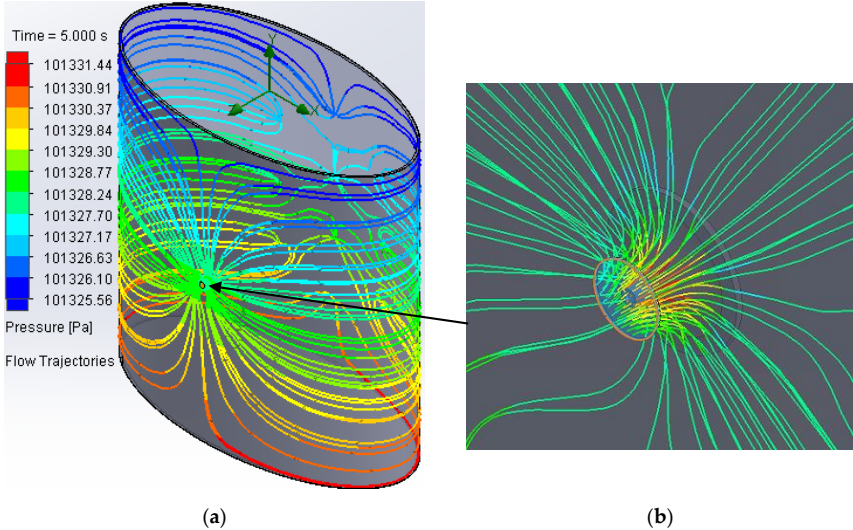 Time = 5.000 s
101331.44
101330.91
101330.37
101329.84
101329.30
101328.77
101328.24
101327.70
101327.17
101326.63
101326.10
101325.56
Pressure [Pa]
Flow Trajectories
Y
X
(a)
(b)